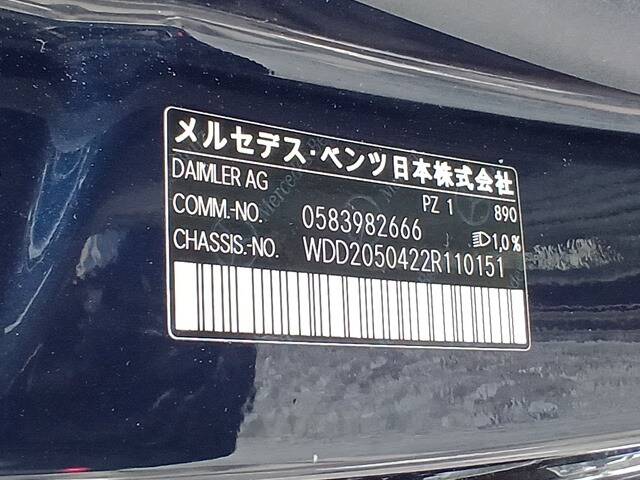 メルセデス・ベンツ日本株式会社
DAIMLER AG PZ 1 890
COMM.-NO. 0583982666 1,0%
CHASSIS.-NO. WDD2050422R110151